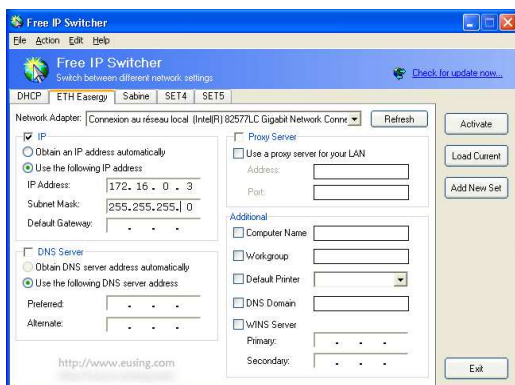 Free IP Switcher
File Action Edit Help
Free IP Switcher
Switch between different network settings
Check for update now...
DHCP ETH Easergy Sabine SET4 SET5
Network Adapter: Connexion au réseau local (Intel(R) 82577LC Gigabit Network Conne Refresh
IP
Obtain an IP address automatically
Use the following IP address
IP Address: 172. 16. 0 . 3
Subnet Mask: 255.255.255. 0
Default Gateway: . . .
DNS Server
Obtain DNS server address automatically
Use the following DNS server address
Preferred: . . .
Alternate: . . .
http://www.eusing.com
Proxy Server
Use a proxy server for your LAN
Address:
Port:
Additional
Computer Name
Workgroup
Default Printer
DNS Domain
WINS Server
Primary: . . .
Secondary: . . .
Activate
Load Current
Add New Set
Exit